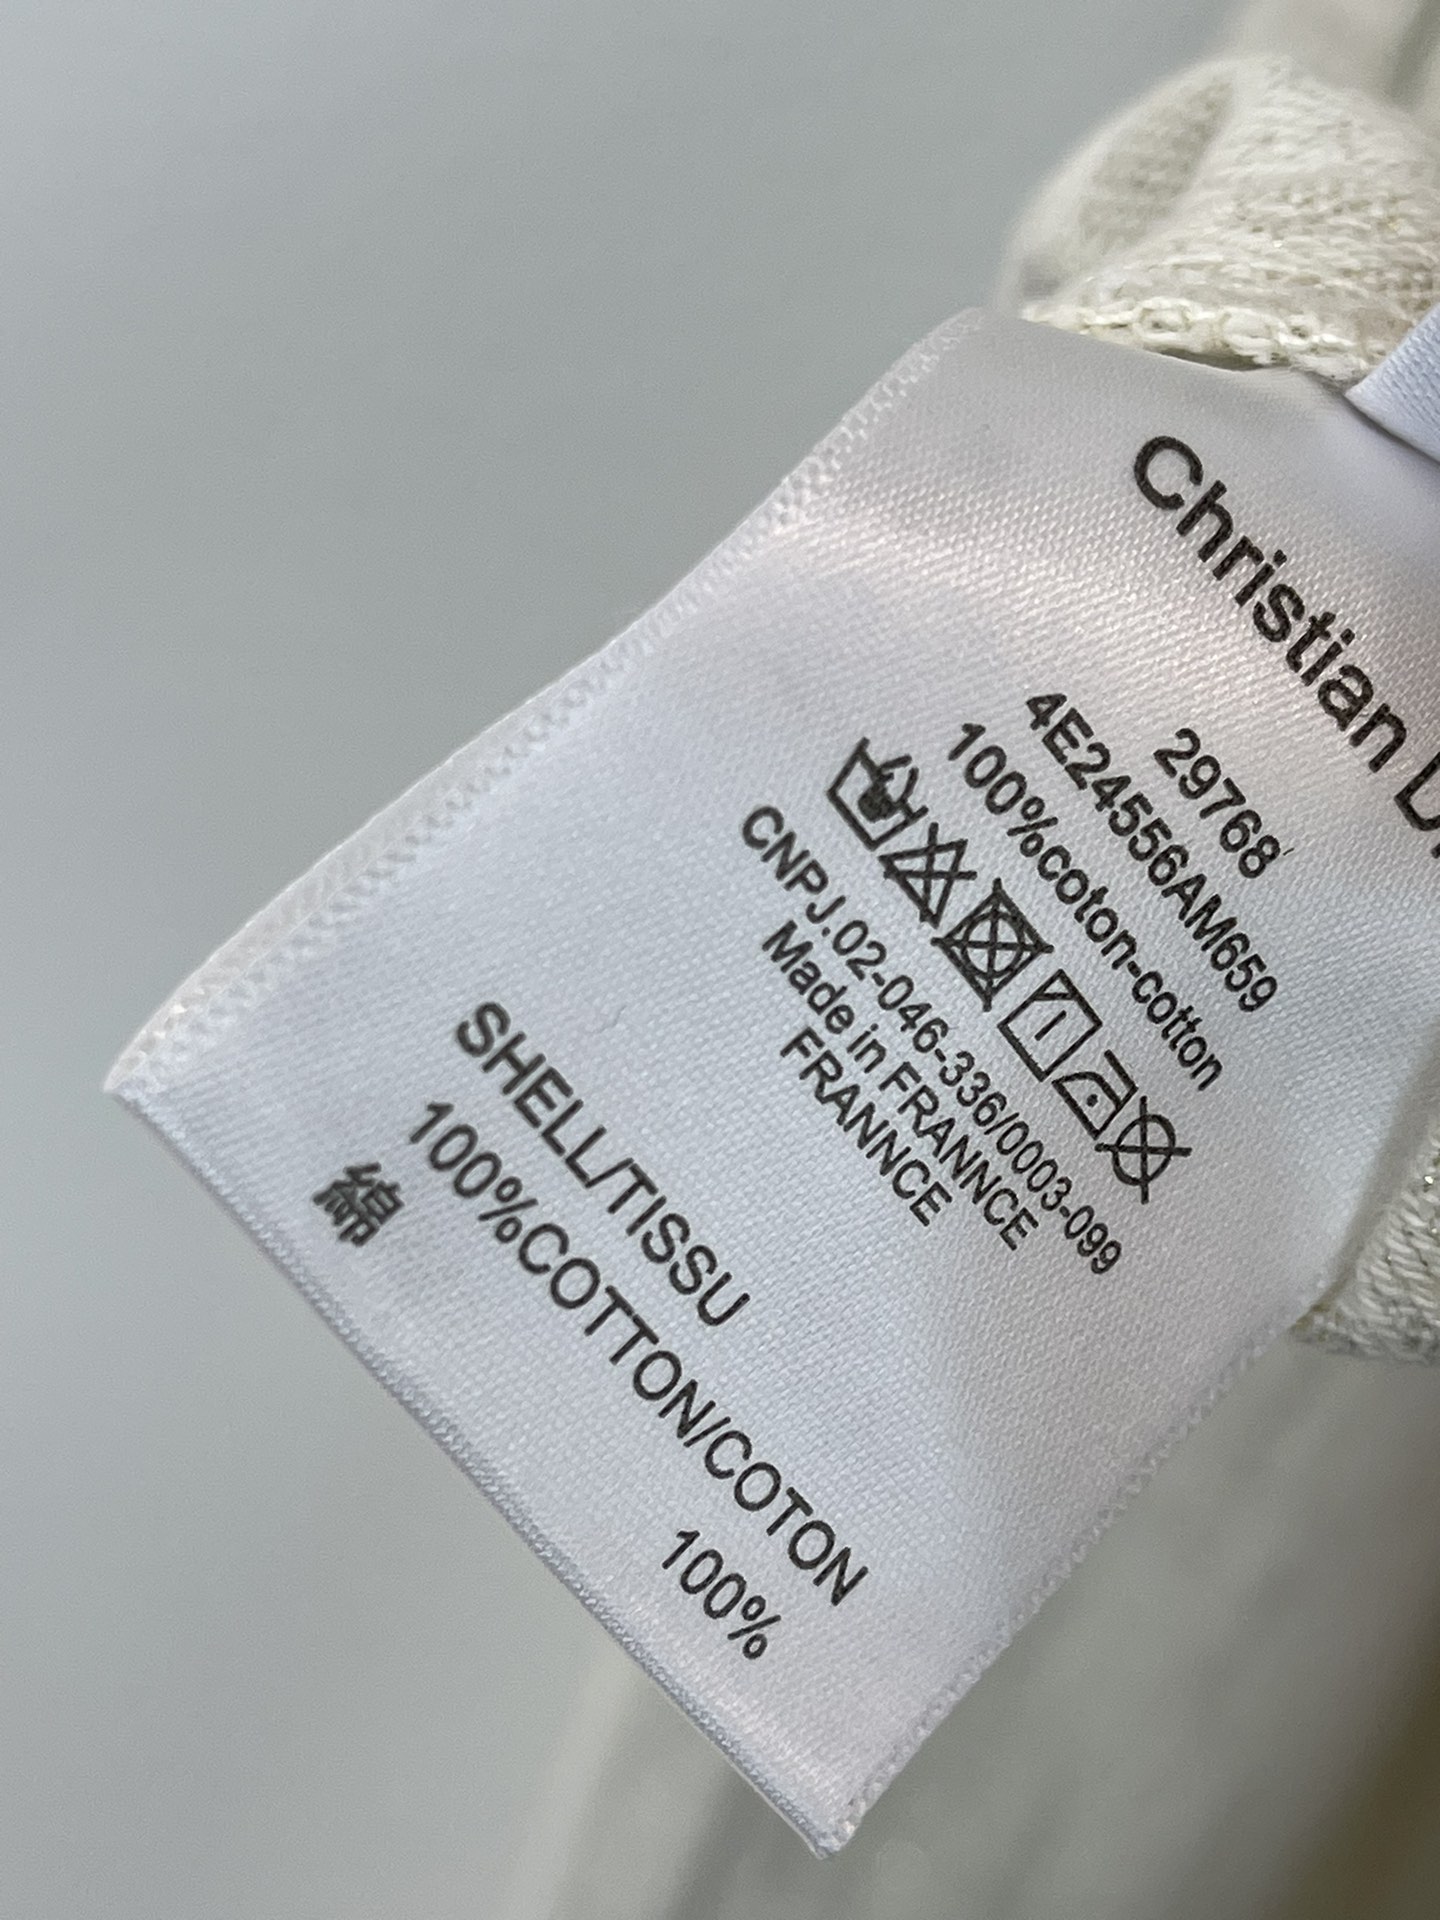 Christian D
29768
4E24556AM659
100%coton-cotton
CNPJ.02-046-336/0003-099
Made in FRANNCE
FRANNCE
SHELL/TISSU
100%COTTON/COTON
綿 100%